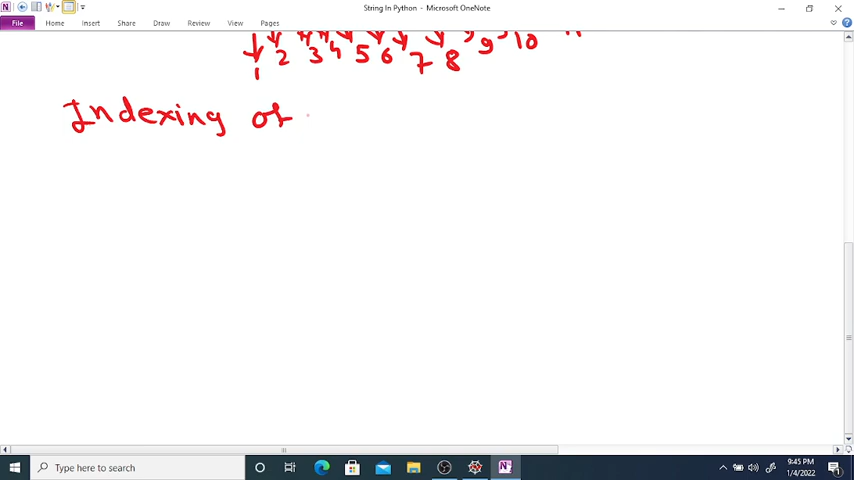 String In Python - Microsoft OneNote
File Home Insert Share Draw Review View Pages
1 2 3 4 5 6 7 8 9 10
Indexing of
Type here to search
9:45 PM
1/4/2022